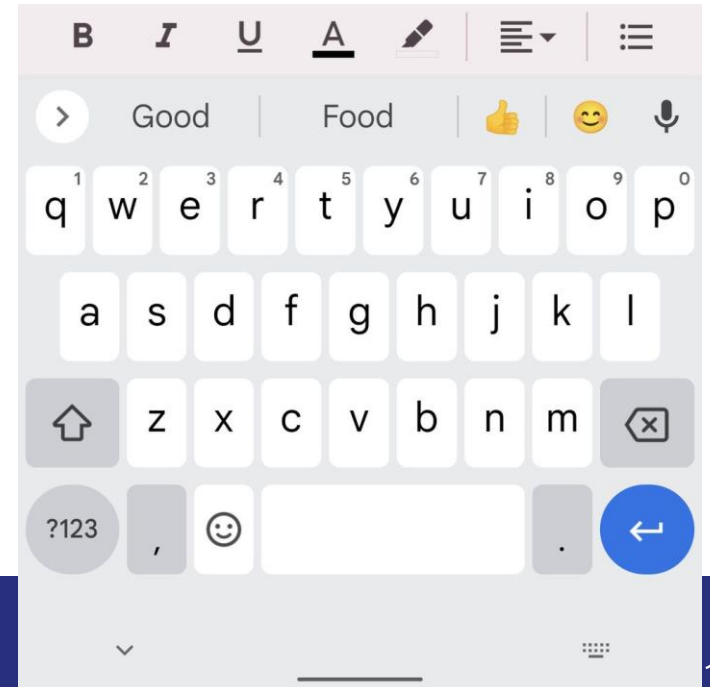 B I U A
Good Food
1 2 3 4 5 6 7 8 9 0
q w e r t y u i o p
a s d f g h j k l
z x c v b n m
?123 , .